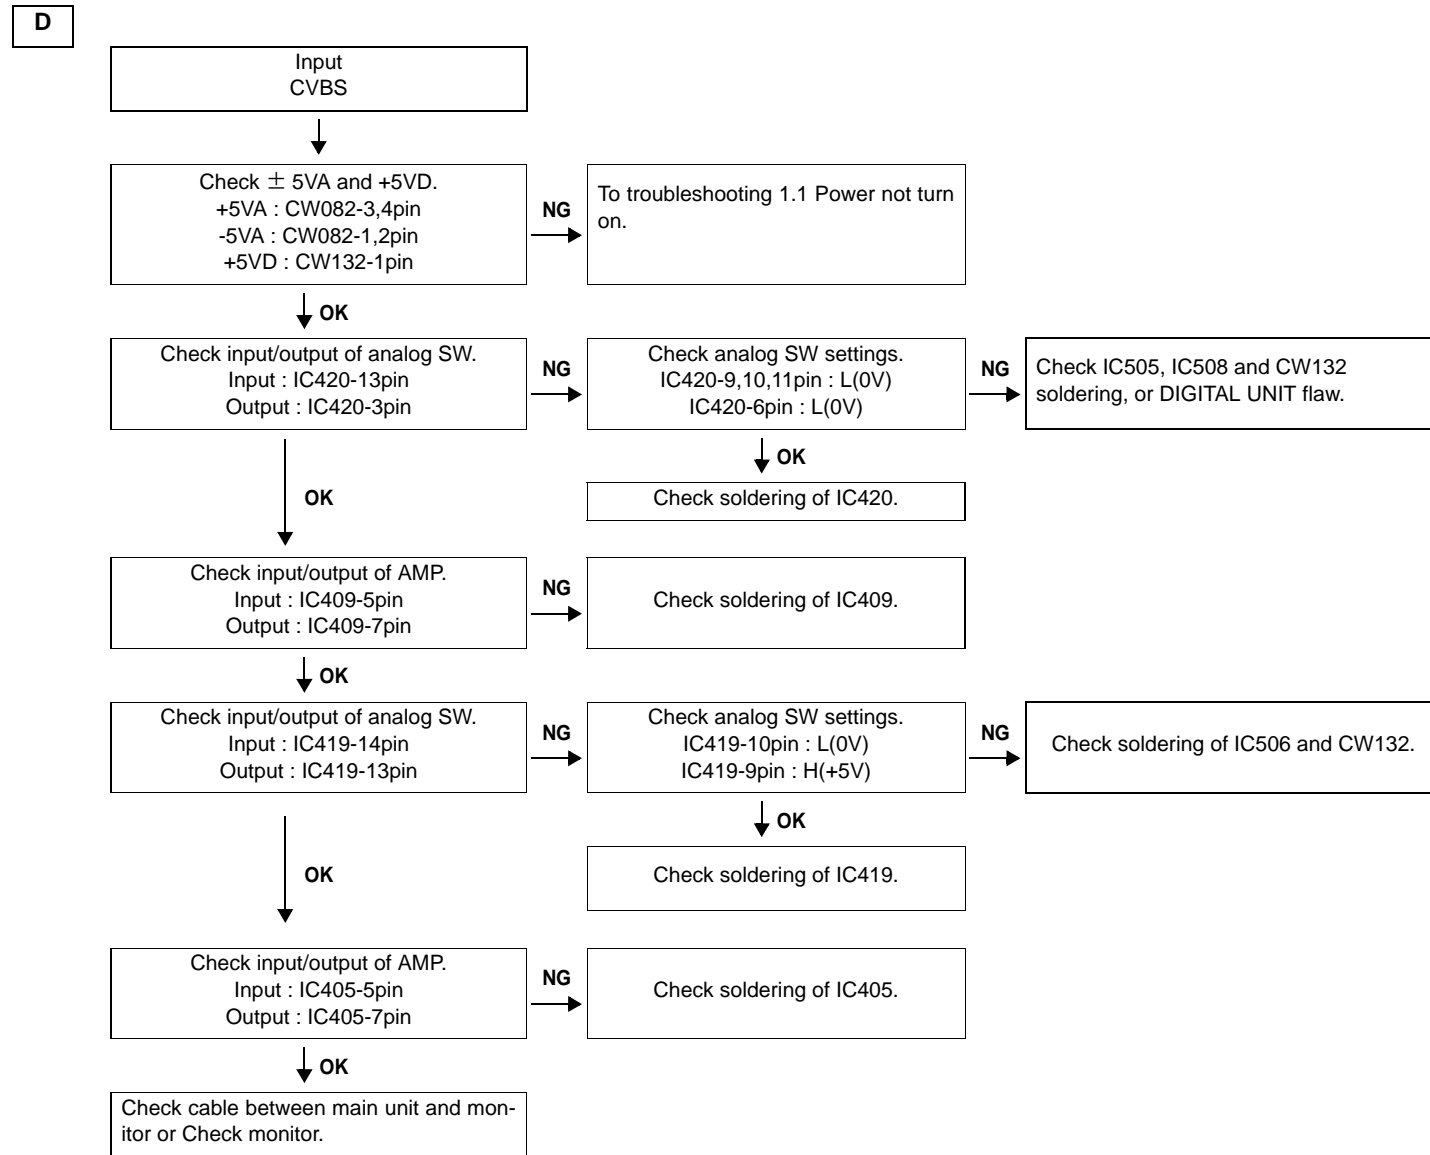 D
Input
CVBS
Check ± 5VA and +5VD.
+5VA : CW082-3,4pin
-5VA : CW082-1,2pin
+5VD : CW132-1pin
NG
To troubleshooting 1.1 Power not turn
on.
OK
Check input/output of analog SW.
Input : IC420-13pin
Output : IC420-3pin
NG
Check analog SW settings.
IC420-9,10,11pin : L(0V)
IC420-6pin : L(0V)
NG
Check IC505, IC508 and CW132
soldering, or DIGITAL UNIT flaw.
OK
Check soldering of IC420.
OK
Check input/output of AMP.
Input : IC409-5pin
Output : IC409-7pin
NG
Check soldering of IC409.
OK
Check input/output of analog SW.
Input : IC419-14pin
Output : IC419-13pin
NG
Check analog SW settings.
IC419-10pin : L(0V)
IC419-9pin : H(+5V)
NG
Check soldering of IC506 and CW132.
OK
Check soldering of IC419.
OK
Check input/output of AMP.
Input : IC405-5pin
Output : IC405-7pin
NG
Check soldering of IC405.
OK
Check cable between main unit and mon-
itor or Check monitor.